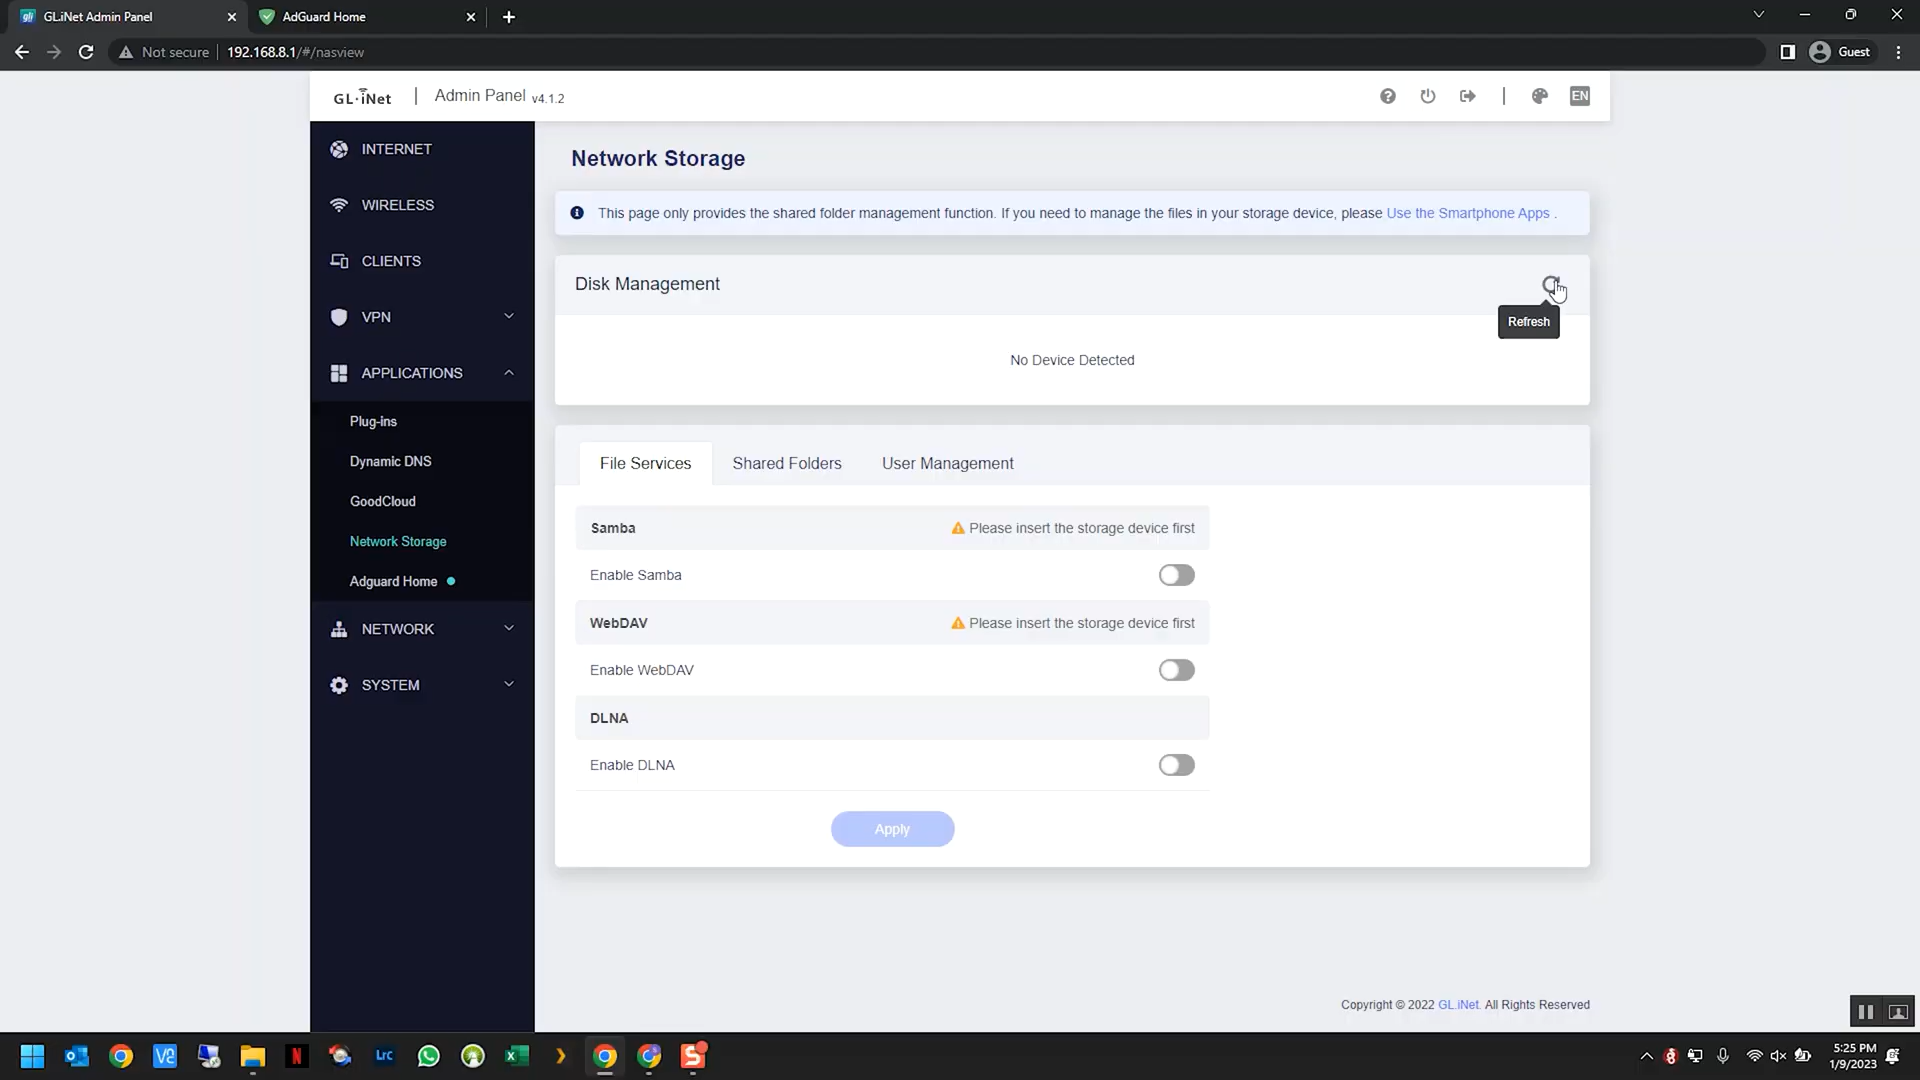 GL.iNet Admin Panel
AdGuard Home
Not secure
192.168.8.1/#/nasview
Guest
GL·iNet
Admin Panel v4.1.2
EN
INTERNET
WIRELESS
CLIENTS
VPN
APPLICATIONS
Plug-ins
Dynamic DNS
GoodCloud
Network Storage
Adguard Home
NETWORK
SYSTEM
Network Storage
This page only provides the shared folder management function. If you need to manage the files in your storage device, please Use the Smartphone Apps .
Disk Management
Refresh
No Device Detected
File Services
Shared Folders
User Management
Samba
Please insert the storage device first
Enable Samba
WebDAV
Please insert the storage device first
Enable WebDAV
DLNA
Enable DLNA
Apply
Copyright © 2022 GL.iNet. All Rights Reserved
Lrc
5:25 PM
1/9/2023